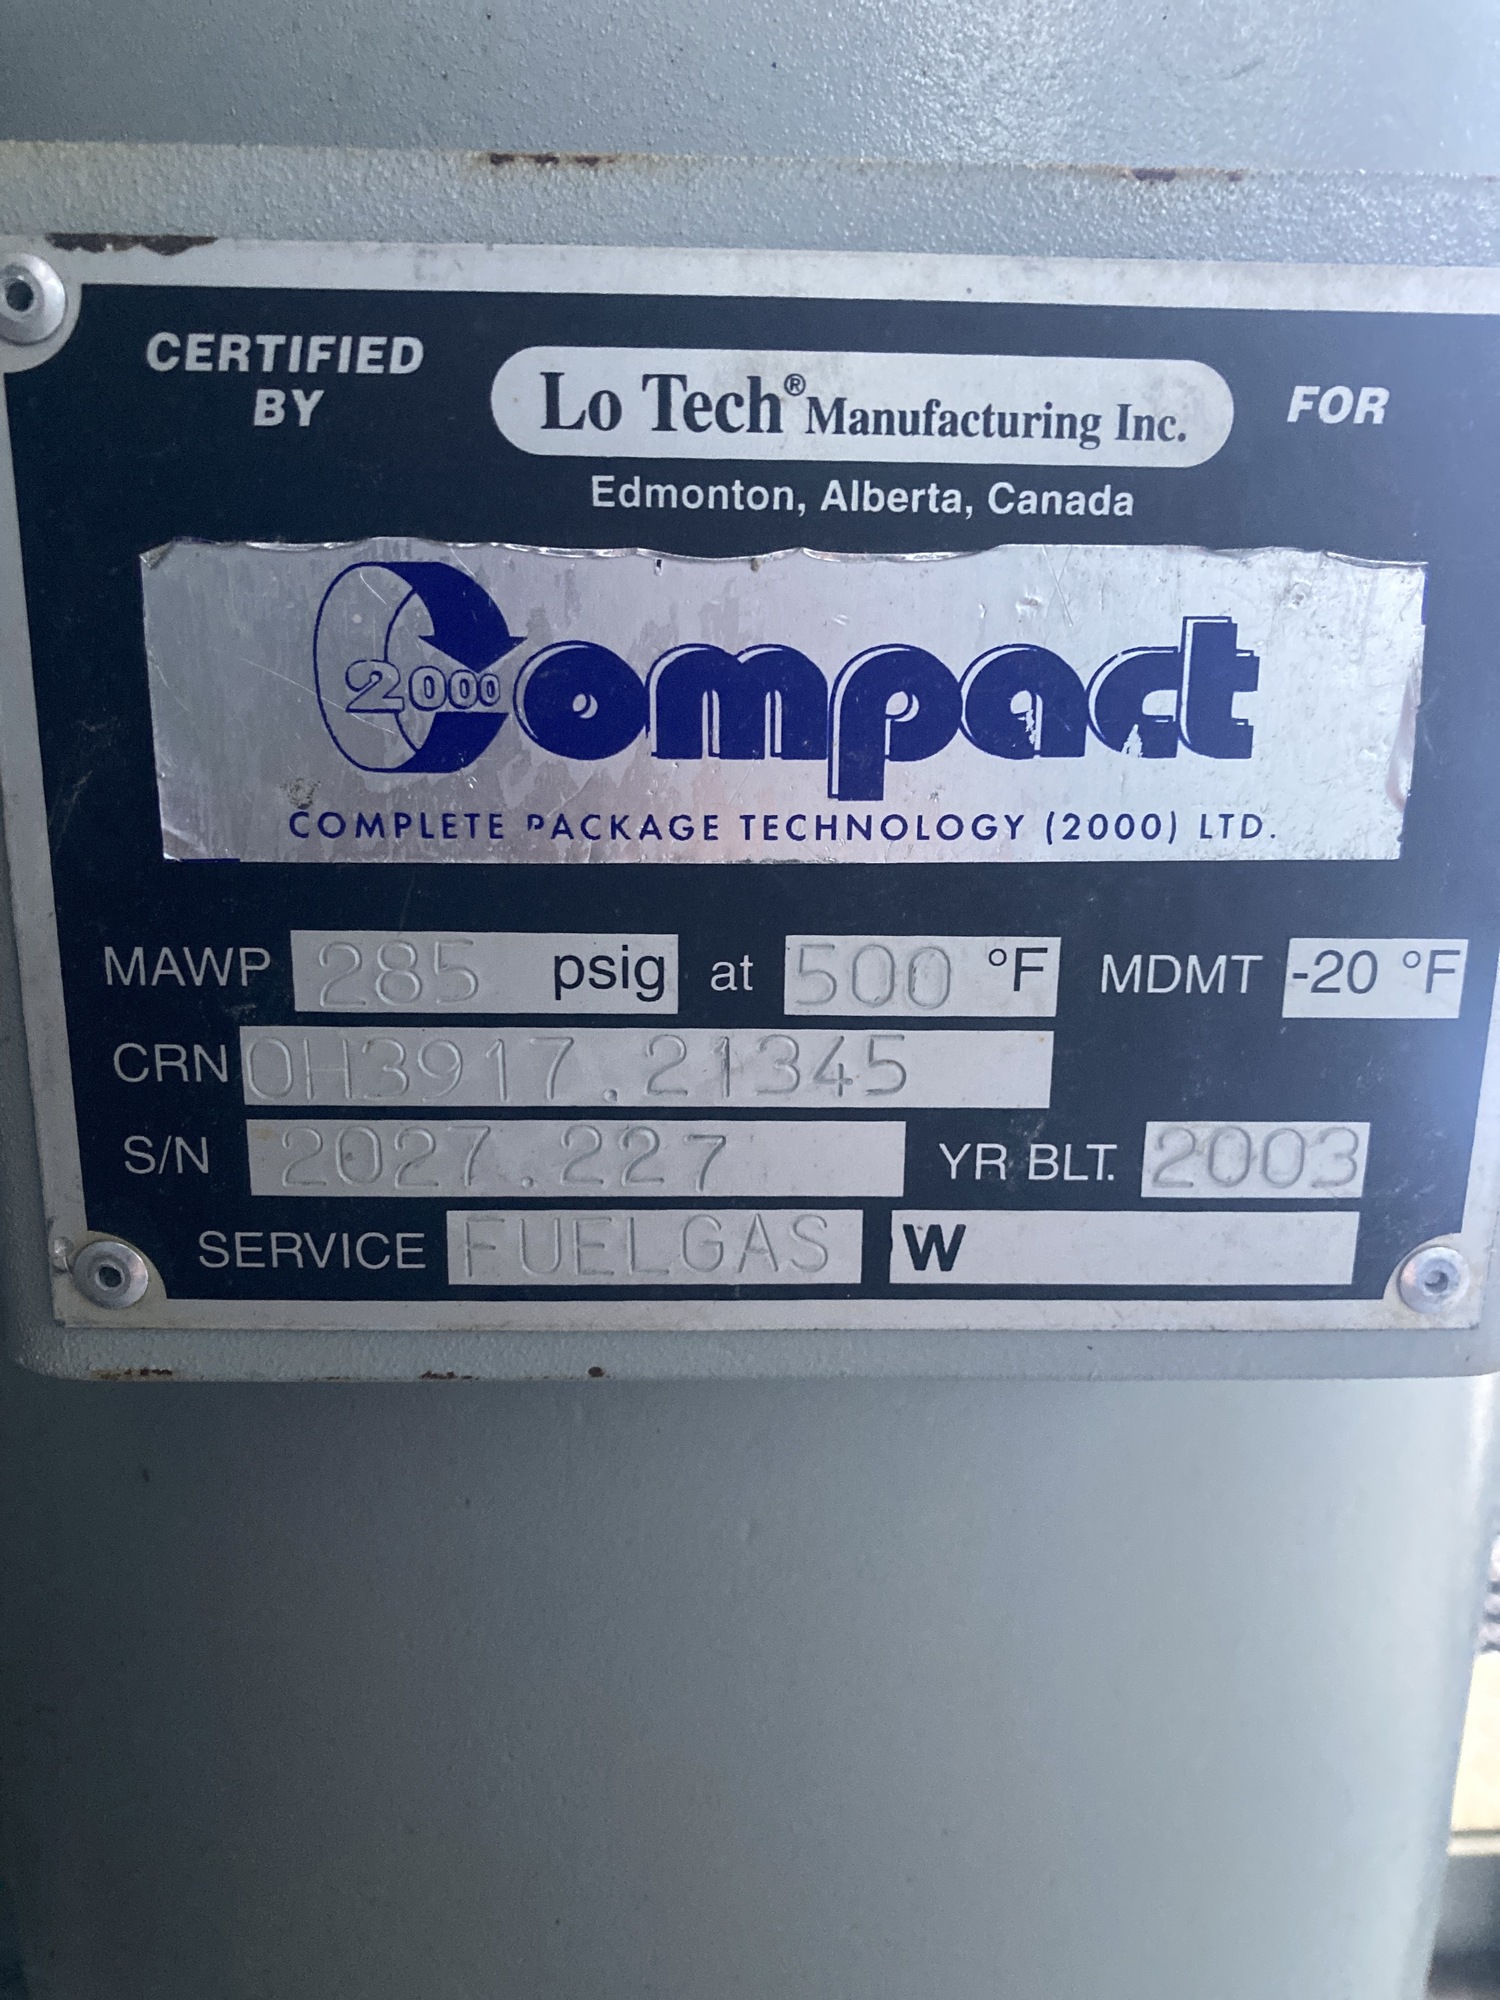 CERTIFIED BY Lo Tech® Manufacturing Inc. FOR
Edmonton, Alberta, Canada
2000 Compact
COMPLETE PACKAGE TECHNOLOGY (2000) LTD.
MAWP 285 psig at 500 °F MDMT -20 °F
CRN 0H3917.21345
S/N 2027.227 YR BLT. 2003
SERVICE FUELGAS W